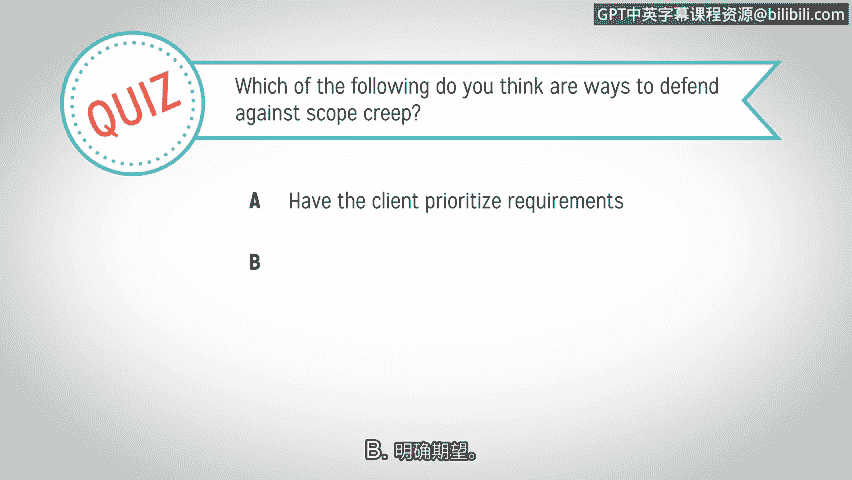 GPT中英字幕课程资源@bilibili.com
QUIZ
Which of the following do you think are ways to defend
against scope creep?
A Have the client prioritize requirements
B
B. 明确期望。